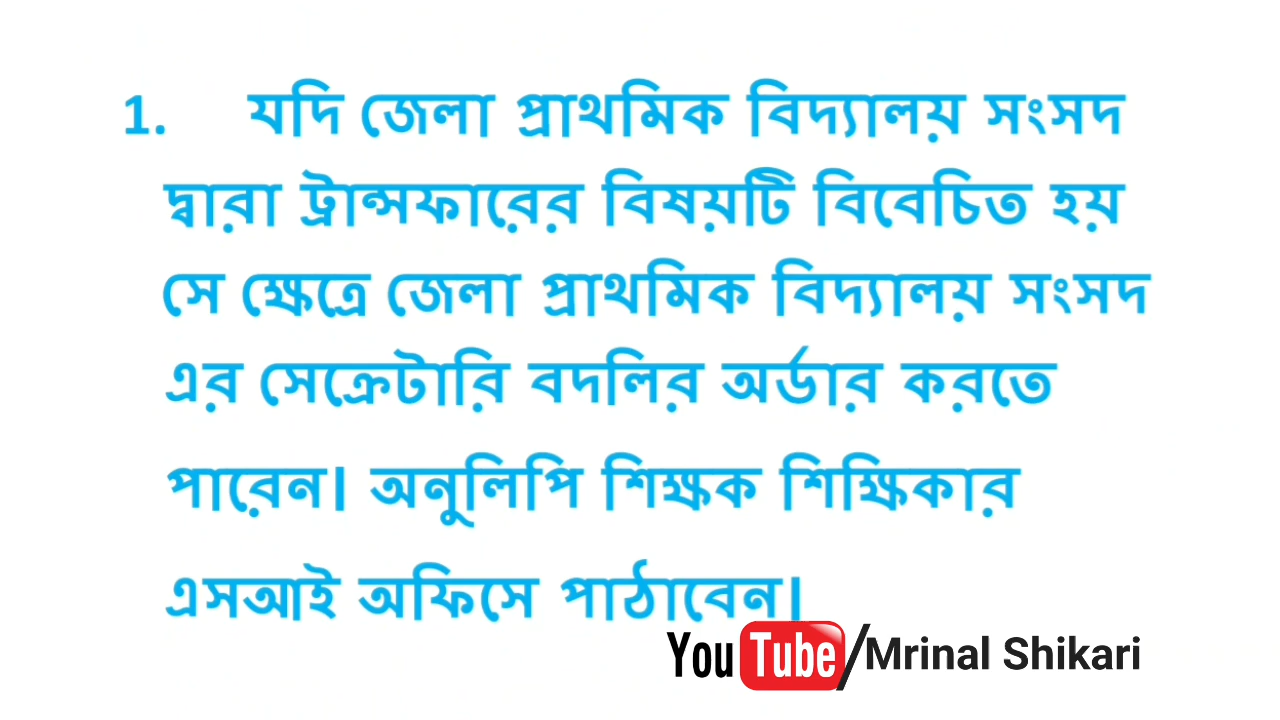 1. যদি জেলা প্রাথমিক বিদ্যালয় সংসদ
দ্বারা ট্রান্সফারের বিষয়টি বিবেচিত হয়
সে ক্ষেত্রে জেলা প্রাথমিক বিদ্যালয় সংসদ
এর সেক্রেটারি বদলির অর্ডার করতে
পারেন। অনুলিপি শিক্ষক শিক্ষিকার
এসআই অফিসে পাঠাবেন।
YouTube/Mrinal Shikari